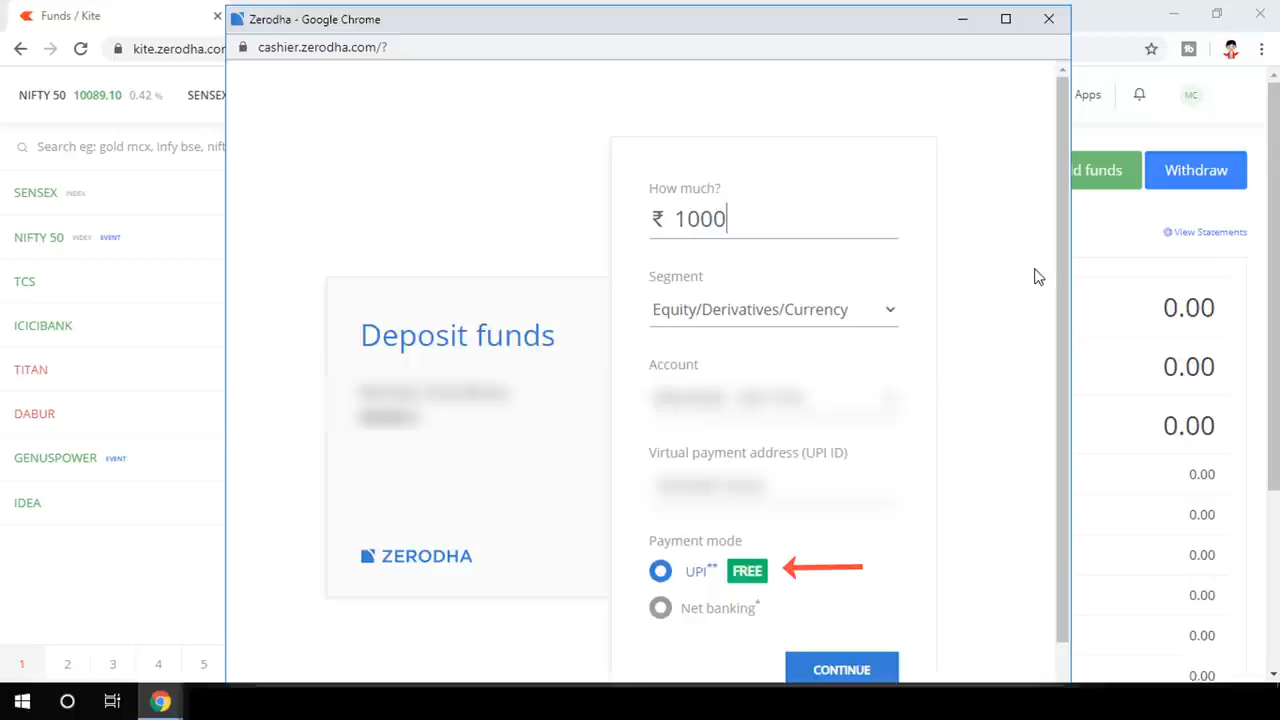 Funds / Kite
Zerodha - Google Chrome
kite.zerodha.cor
cashier.zerodha.com/?
NIFTY 50 10089.10 0.42 %
SENSEX
Apps
MC
Search eg: gold mcx, infy bse, nift
SENSEX INDEX
NIFTY 50 INDEX EVENT
TCS
ICICIBANK
TITAN
DABUR
GENUSPOWER EVENT
IDEA
1 2 3 4 5
Deposit funds
ZERODHA
How much?
₹ 1000
Segment
Equity/Derivatives/Currency
Account
Virtual payment address (UPI ID)
Payment mode
UPI** FREE
Net banking*
CONTINUE
d funds
Withdraw
View Statements
0.00
0.00
0.00
0.00
0.00
0.00
0.00
0.00
0.00